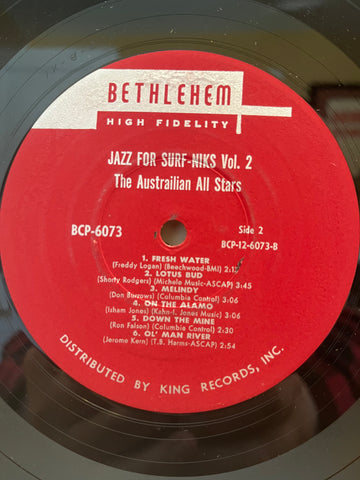 BETHLEHEM
HIGH FIDELITY
JAZZ FOR SURF-NIKS Vol. 2
The Austrailian All Stars
BCP-6073
Side 2
BCP-12-6073-B
1. FRESH WATER
(Freddy Logan) (Beechwood-BMI)
2. LOTUS BUD
(Shorty Rodgers) (Michele Music-ASCAP) 3:45
3. MELINDY
(Don Burrows) (Columbia Control) 3:06
4. ON THE ALAMO
(Isham Jones) (Kahn-I. Jones Music) 3:06
5. DOWN THE MINE
(Ron Falson) (Columbia Control) 2:30
6. OL' MAN RIVER
(Jerome Kern) (T.B. Harms-ASCAP) 2:54
DISTRIBUTED BY KING RECORDS, INC.